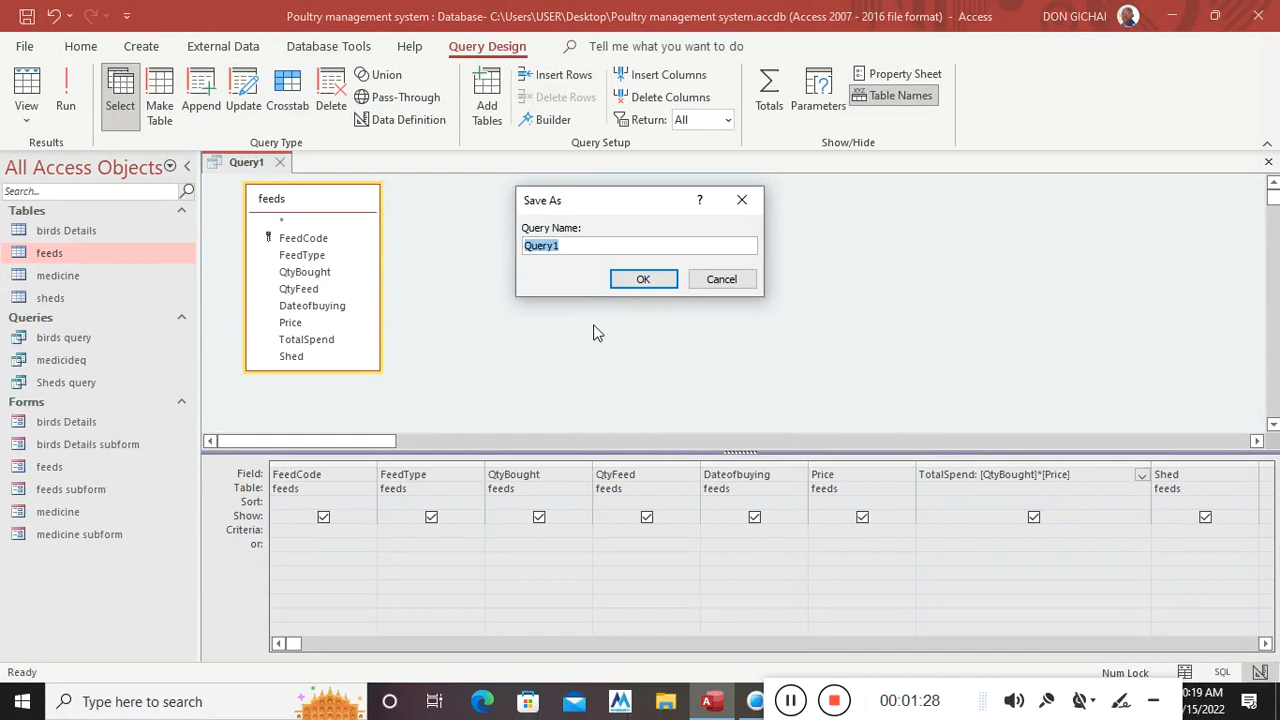 Poultry management system : Database- C:\Users\USER\Desktop\Poultry management system.accdb (Access 2007 - 2016 file format) - Access
DON GICHAI
File Home Create External Data Database Tools Help Query Design Tell me what you want to do
View
Run
Select
Make Table
Append
Update
Crosstab
Delete
Union
Pass-Through
Data Definition
Add Tables
Insert Rows
Delete Rows
Builder
Insert Columns
Delete Columns
Return: All
Totals
Parameters
Property Sheet
Table Names
Results
Query Type
Query Setup
Show/Hide
All Access Objects
Search...
Tables
birds Details
feeds
medicine
sheds
Queries
birds query
medicideq
Sheds query
Forms
birds Details
birds Details subform
feeds
feeds subform
medicine
medicine subform
Query1
feeds
*
FeedCode
FeedType
QtyBought
QtyFeed
Dateofbuying
Price
TotalSpend
Shed
Save As
?
Query Name:
Query1
OK Cancel
Field: FeedCode FeedType QtyBought QtyFeed Dateofbuying Price TotalSpend: [QtyBought]*[Price] Shed
Table: feeds feeds feeds feeds feeds feeds feeds
Sort:
Show:
Criteria:
or:
Ready
Num Lock
SQL
Type here to search
00:01:28
0:19 AM
/15/2022